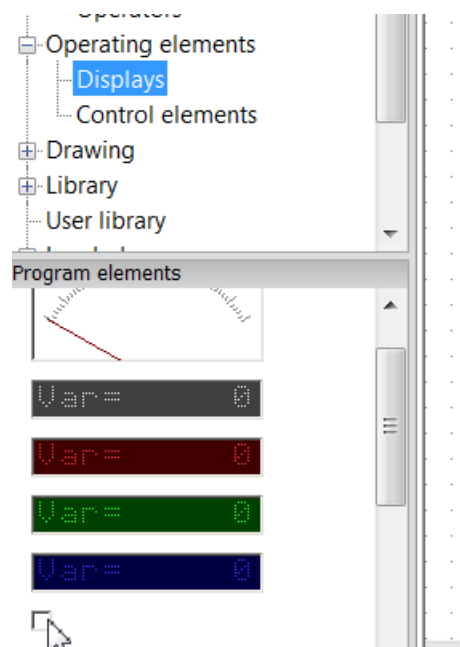 Operators
Operating elements
Displays
Control elements
Drawing
Library
User library
Program elements
Var= 0
Var= 0
Var= 0
Var= 0